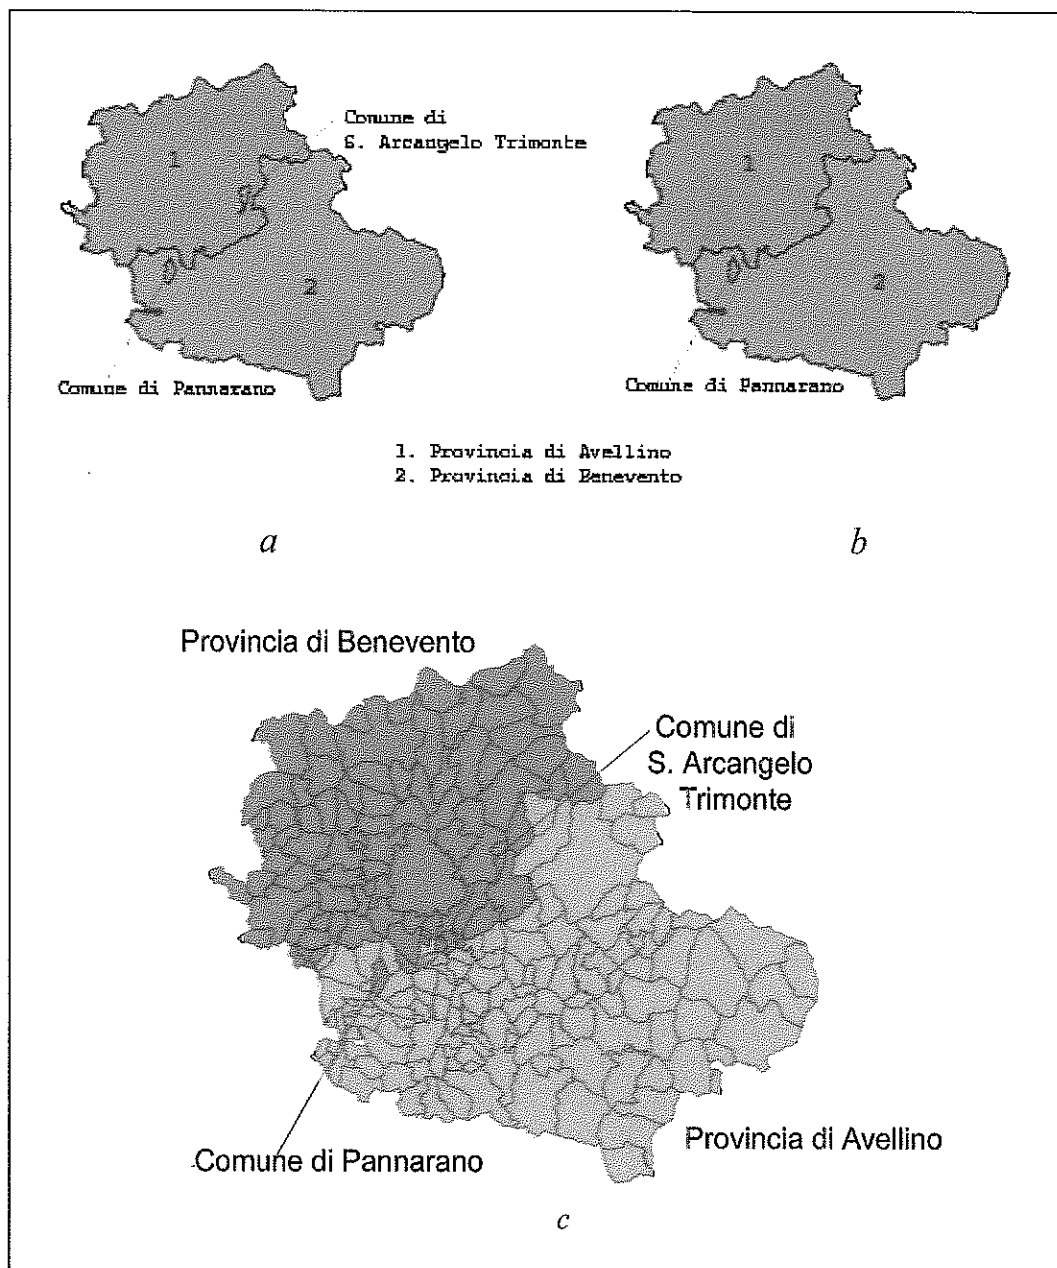 Comune di
S. Arcangelo Trimonte
1
2
Comune di Pannarano
1
2
Comune di Pannarano
1. Provincia di Avellino
2. Provincia di Benevento
a
b
Provincia di Benevento
Comune di
S. Arcangelo
Trimonte
Comune di Pannarano
Provincia di Avellino
c